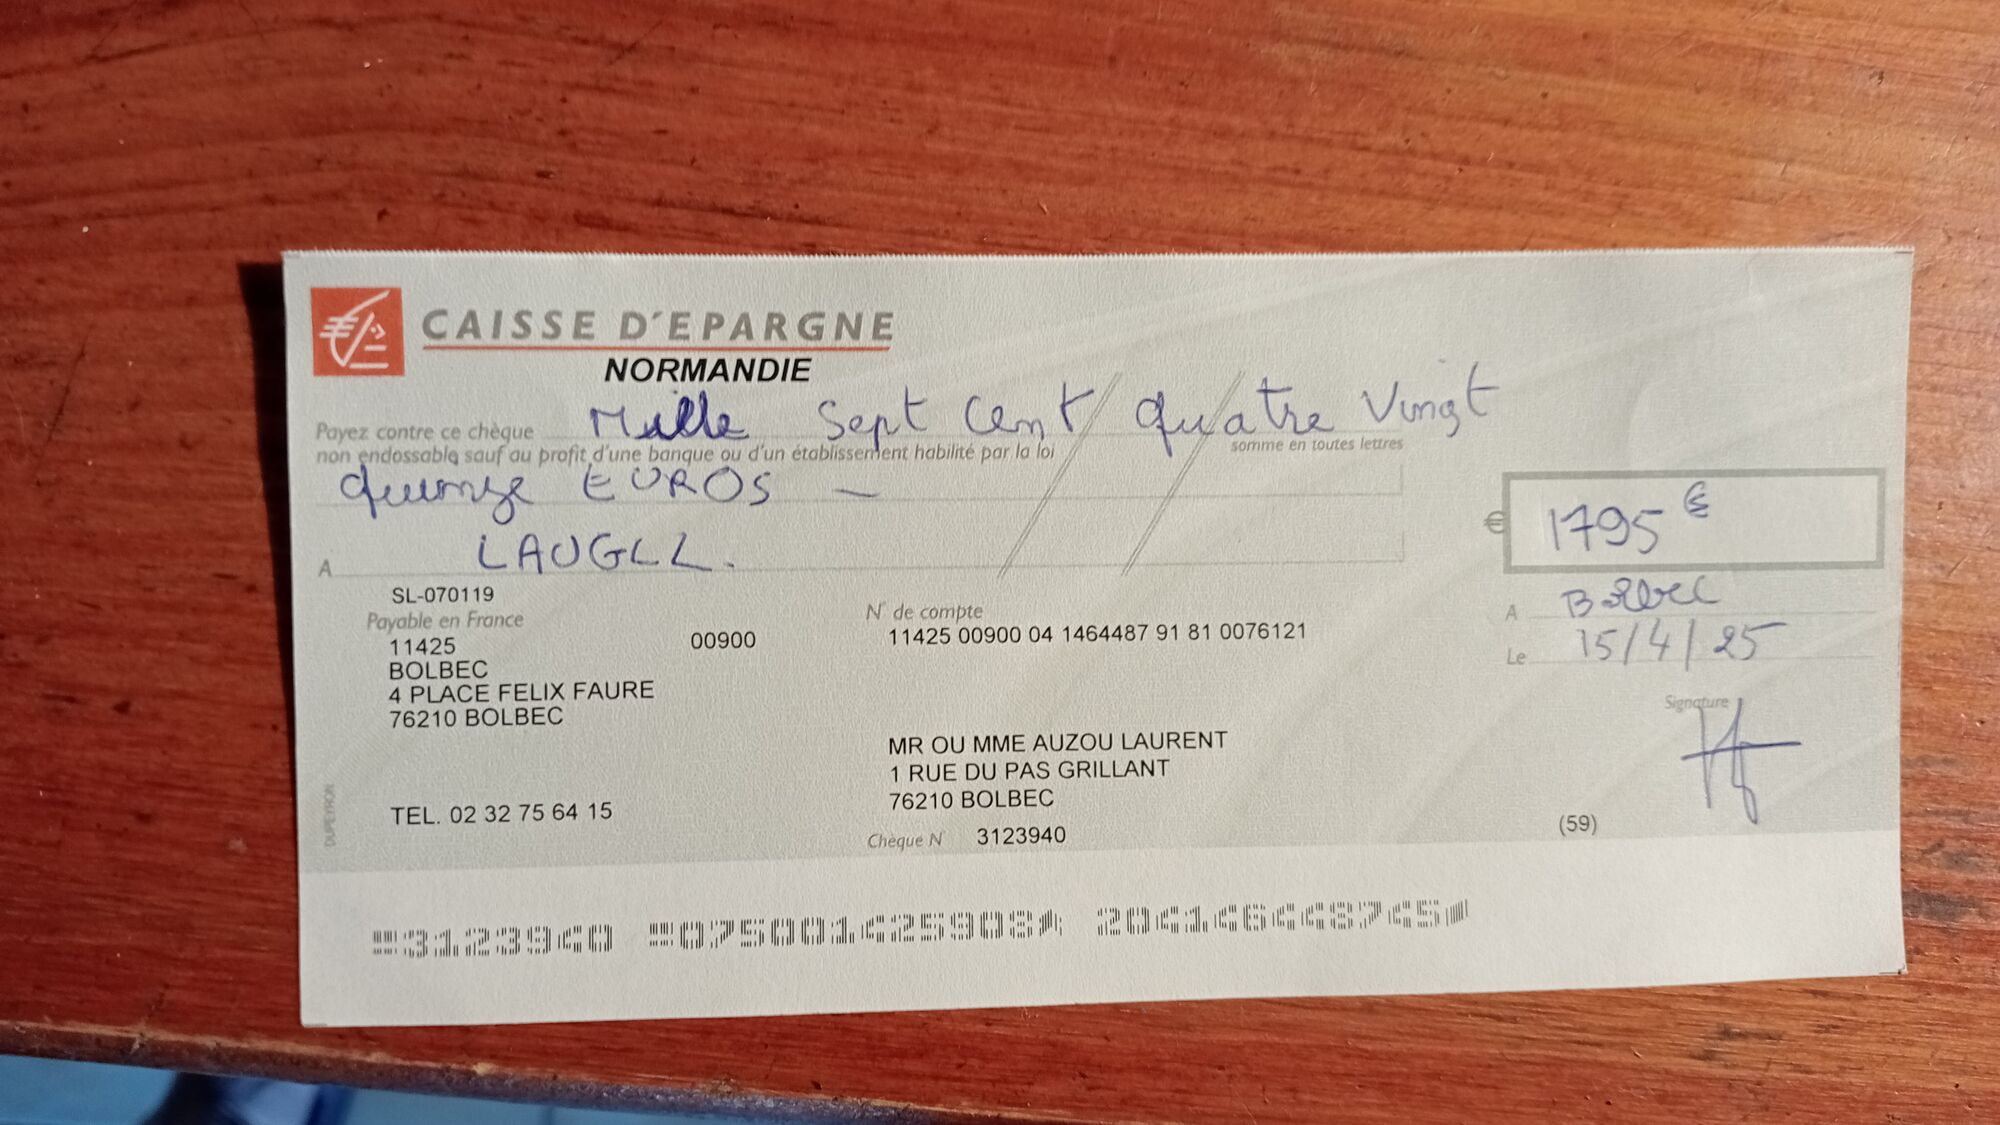 CAISSE D'EPARGNE
NORMANDIE
Payez contre ce chèque Mille Sept Cent Quatre Vingt
non endossable sauf au profit d'une banque ou d'un établissement habilité par la loi
somme en toutes lettres
quinze EUROS —
€ 1795 €
A LAUGLL.
A Bolbec
Le 15/4/25
SL-070119
Payable en France
11425 00900
BOLBEC
4 PLACE FELIX FAURE
76210 BOLBEC
TEL. 02 32 75 64 15
N° de compte
11425 00900 04 1464487 91 81 0076121
MR OU MME AUZOU LAURENT
1 RUE DU PAS GRILLANT
76210 BOLBEC
Chèque N° 3123940
Signature
(59)
DUPEYRON
3123940 075001425908 204146448745